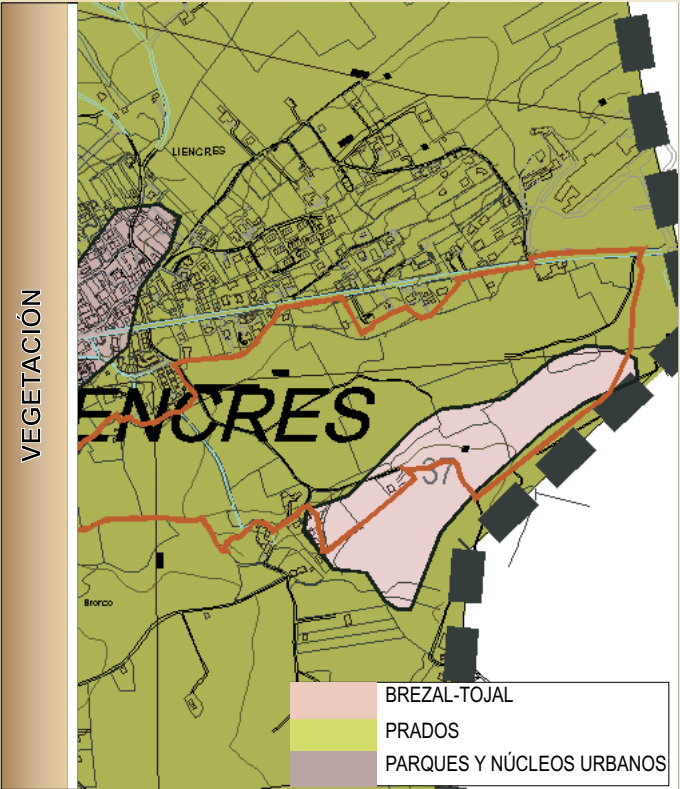 VEGETACIÓN
LIENCRES
ENCRES
37
Bronco
BREZAL-TOJAL
PRADOS
PARQUES Y NÚCLEOS URBANOS